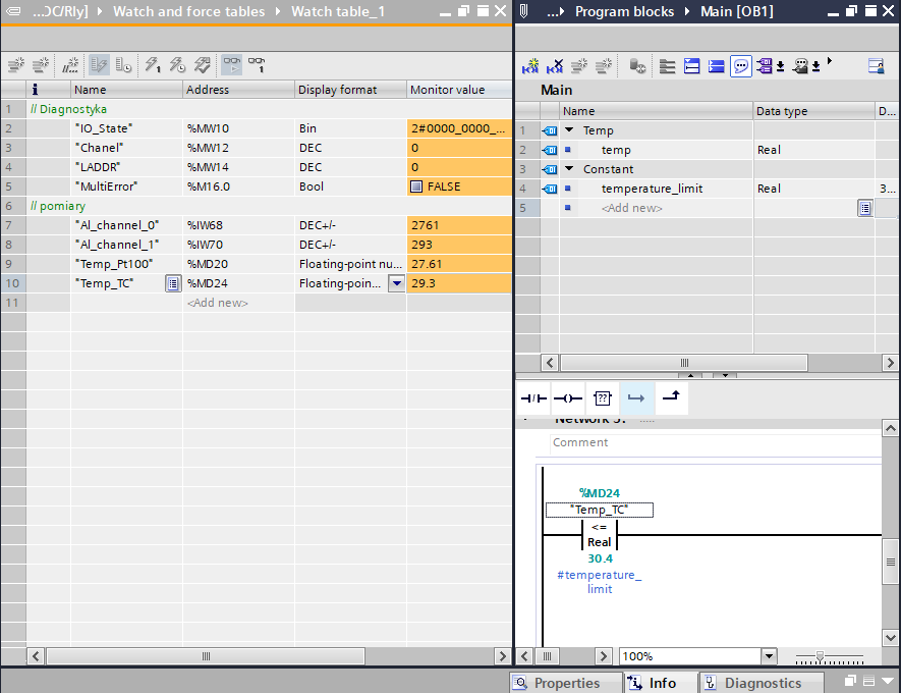 ...OC/Rly] ▸ Watch and force tables ▸ Watch table_1
i Name Address Display format Monitor value
1 // Diagnostyka
2 "IO_State" %MW10 Bin 2#0000_0000_...
3 "Chanel" %MW12 DEC 0
4 "LADDR" %MW14 DEC 0
5 "MultiError" %M16.0 Bool FALSE
6 // pomiary
7 "AI_channel_0" %IW68 DEC+/- 2761
8 "AI_channel_1" %IW70 DEC+/- 293
9 "Temp_Pt100" %MD20 Floating-point nu... 27.61
10 "Temp_TC" %MD24 Floating-poin... 29.3
11 <Add new>
... ▸ Program blocks ▸ Main [OB1]
Main
Name Data type D...
1 Temp
2 temp Real
3 Constant
4 temperature_limit Real 3...
5 <Add new>
??
Comment
%MD24
"Temp_TC"
<=
Real
30.4
#temperature_
limit
100%
Properties Info Diagnostics